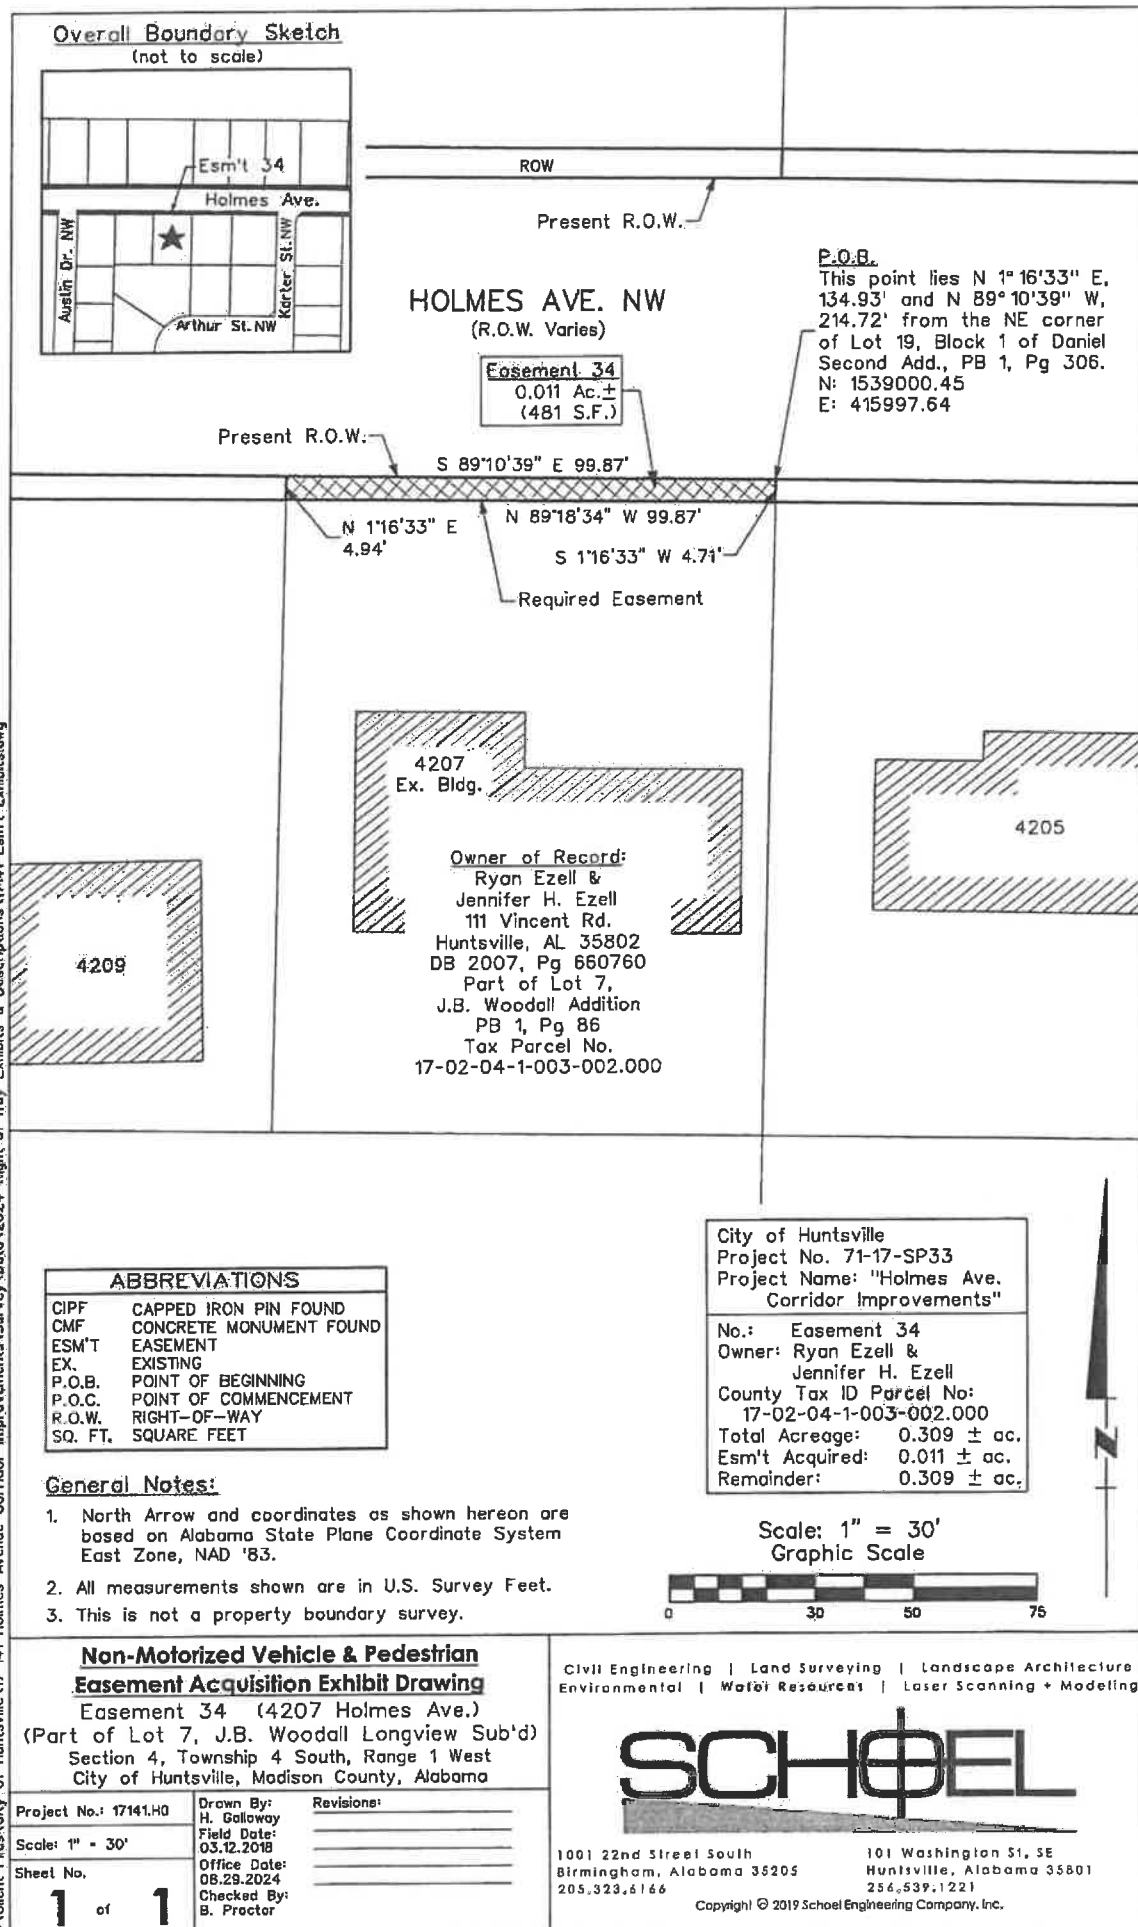 Overall Boundary Sketch
(not to scale)
Esm't 34
Holmes Ave.
Austin Dr. NW
Karter St. NW
Arthur St. NW
ROW
Present R.O.W.
HOLMES AVE. NW
(R.O.W. Varies)
P.O.B.
This point lies N 1°16'33" E,
134.93' and N 89°10'39" W,
214.72' from the NE corner
of Lot 19, Block 1 of Daniel
Second Add., PB 1, Pg 306.
N: 1539000.45
E: 415997.64
Easement 34
0.011 Ac.±
(481 S.F.)
Present R.O.W.
S 89°10'39" E 99.87'
N 1°16'33" E
4.94'
N 89°18'34" W 99.87'
S 1°16'33" W 4.71'
Required Easement
4207
Ex. Bldg.
4205
4209
Owner of Record:
Ryan Ezell &
Jennifer H. Ezell
111 Vincent Rd.
Huntsville, AL 35802
DB 2007, Pg 660760
Part of Lot 7,
J.B. Woodall Addition
PB 1, Pg 86
Tax Parcel No.
17-02-04-1-003-002.000
City of Huntsville
Project No. 71-17-SP33
Project Name: "Holmes Ave.
Corridor Improvements"
No.: Easement 34
Owner: Ryan Ezell &
Jennifer H. Ezell
County Tax ID Parcel No:
17-02-04-1-003-002.000
Total Acreage: 0.309 ± ac.
Esm't Acquired: 0.011 ± ac.
Remainder: 0.309 ± ac.
ABBREVIATIONS
CIPF CAPPED IRON PIN FOUND
CMF CONCRETE MONUMENT FOUND
ESM'T EASEMENT
EX. EXISTING
P.O.B. POINT OF BEGINNING
P.O.C. POINT OF COMMENCEMENT
R.O.W. RIGHT-OF-WAY
SQ. FT. SQUARE FEET
N
General Notes:
1. North Arrow and coordinates as shown hereon are
based on Alabama State Plane Coordinate System
East Zone, NAD '83.
2. All measurements shown are in U.S. Survey Feet.
3. This is not a property boundary survey.
Scale: 1" = 30'
Graphic Scale
0 30 50 75
Non-Motorized Vehicle & Pedestrian
Easement Acquisition Exhibit Drawing
Easement 34 (4207 Holmes Ave.)
(Part of Lot 7, J.B. Woodall Longview Sub'd)
Section 4, Township 4 South, Range 1 West
City of Huntsville, Madison County, Alabama
Project No.: 17141.H0
Scale: 1" = 30'
Sheet No.
1 of 1
Drawn By:
H. Galloway
Field Date:
03.12.2018
Office Date:
08.29.2024
Checked By:
B. Proctor
Revisions:
Civil Engineering | Land Surveying | Landscape Architecture
Environmental | Water Resources | Laser Scanning + Modeling
SCHOEL
1001 22nd Street South
Birmingham, Alabama 35205
205.323.6166
101 Washington St, SE
Huntsville, Alabama 35801
256.539.1221
Copyright © 2019 Schoel Engineering Company, Inc.